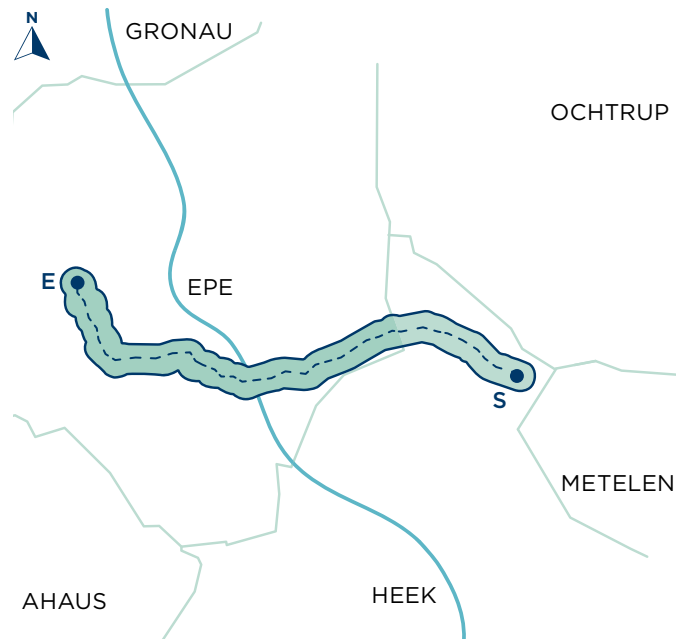 N
GRONAU
OCHTRUP
E
EPE
S
METELEN
AHAUS
HEEK